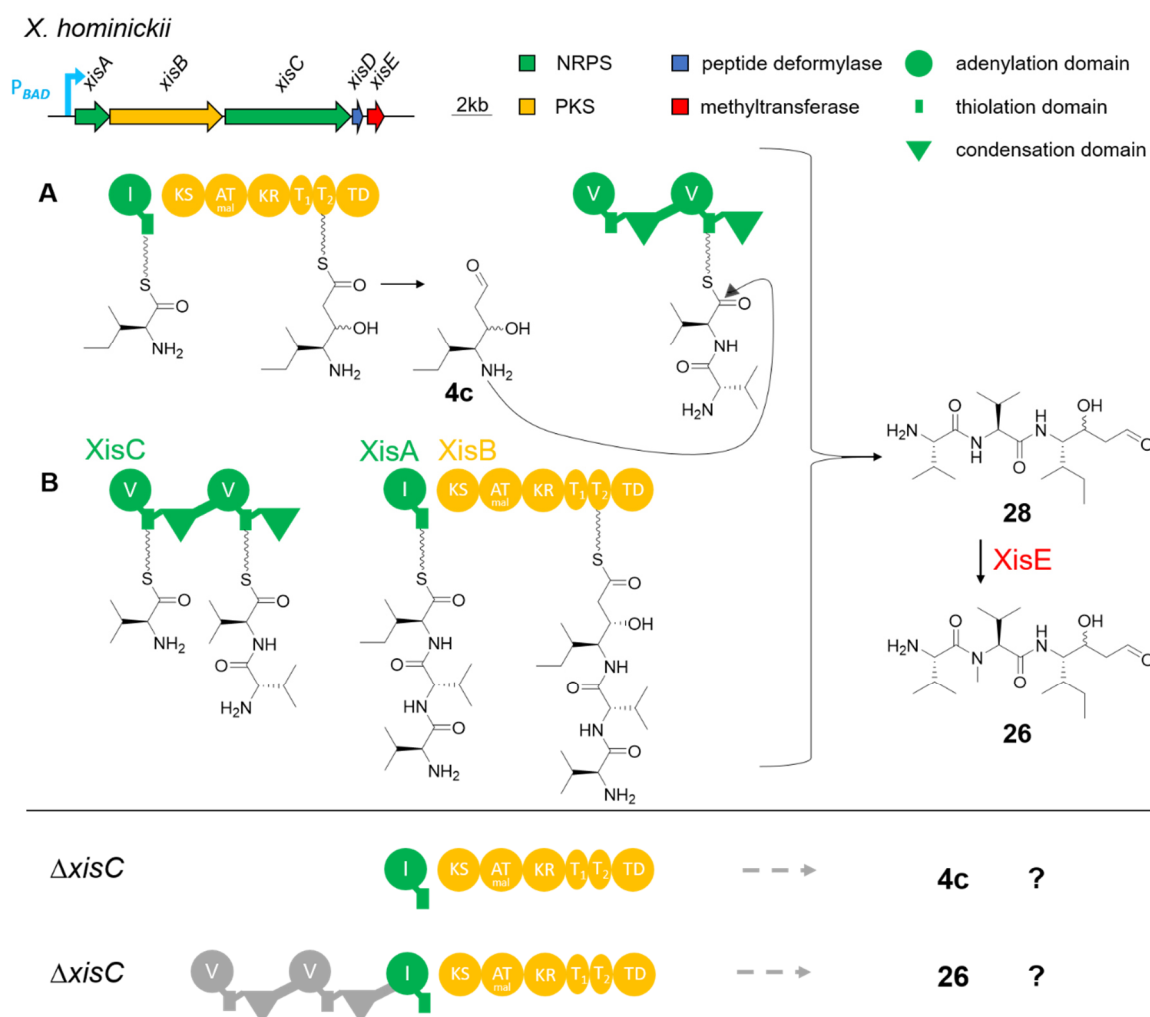 X. hominickii
xisA xisB xisC xisD xisE
PBAD
2kb
NRPS
PKS
peptide deformylase
methyltransferase
adenylation domain
thiolation domain
condensation domain
A
I KS AT mal KR T1 T2 TD
V V
S S S
O O O O
OH OH
NH2 NH2 NH2
NH
O
H2N
4c
O H N OH
H2N N H O O
28
XisE
O H N OH
H2N N O O
26
XisC XisA XisB
B
V V I KS AT mal KR T1 T2 TD
S S S S
O O O O
NH2 NH OH
O O NH NH
H2N NH O
O NH
NH2 O
NH2
ΔxisC I KS AT mal KR T1 T2 TD 4c ?
ΔxisC V V I KS AT mal KR T1 T2 TD 26 ?